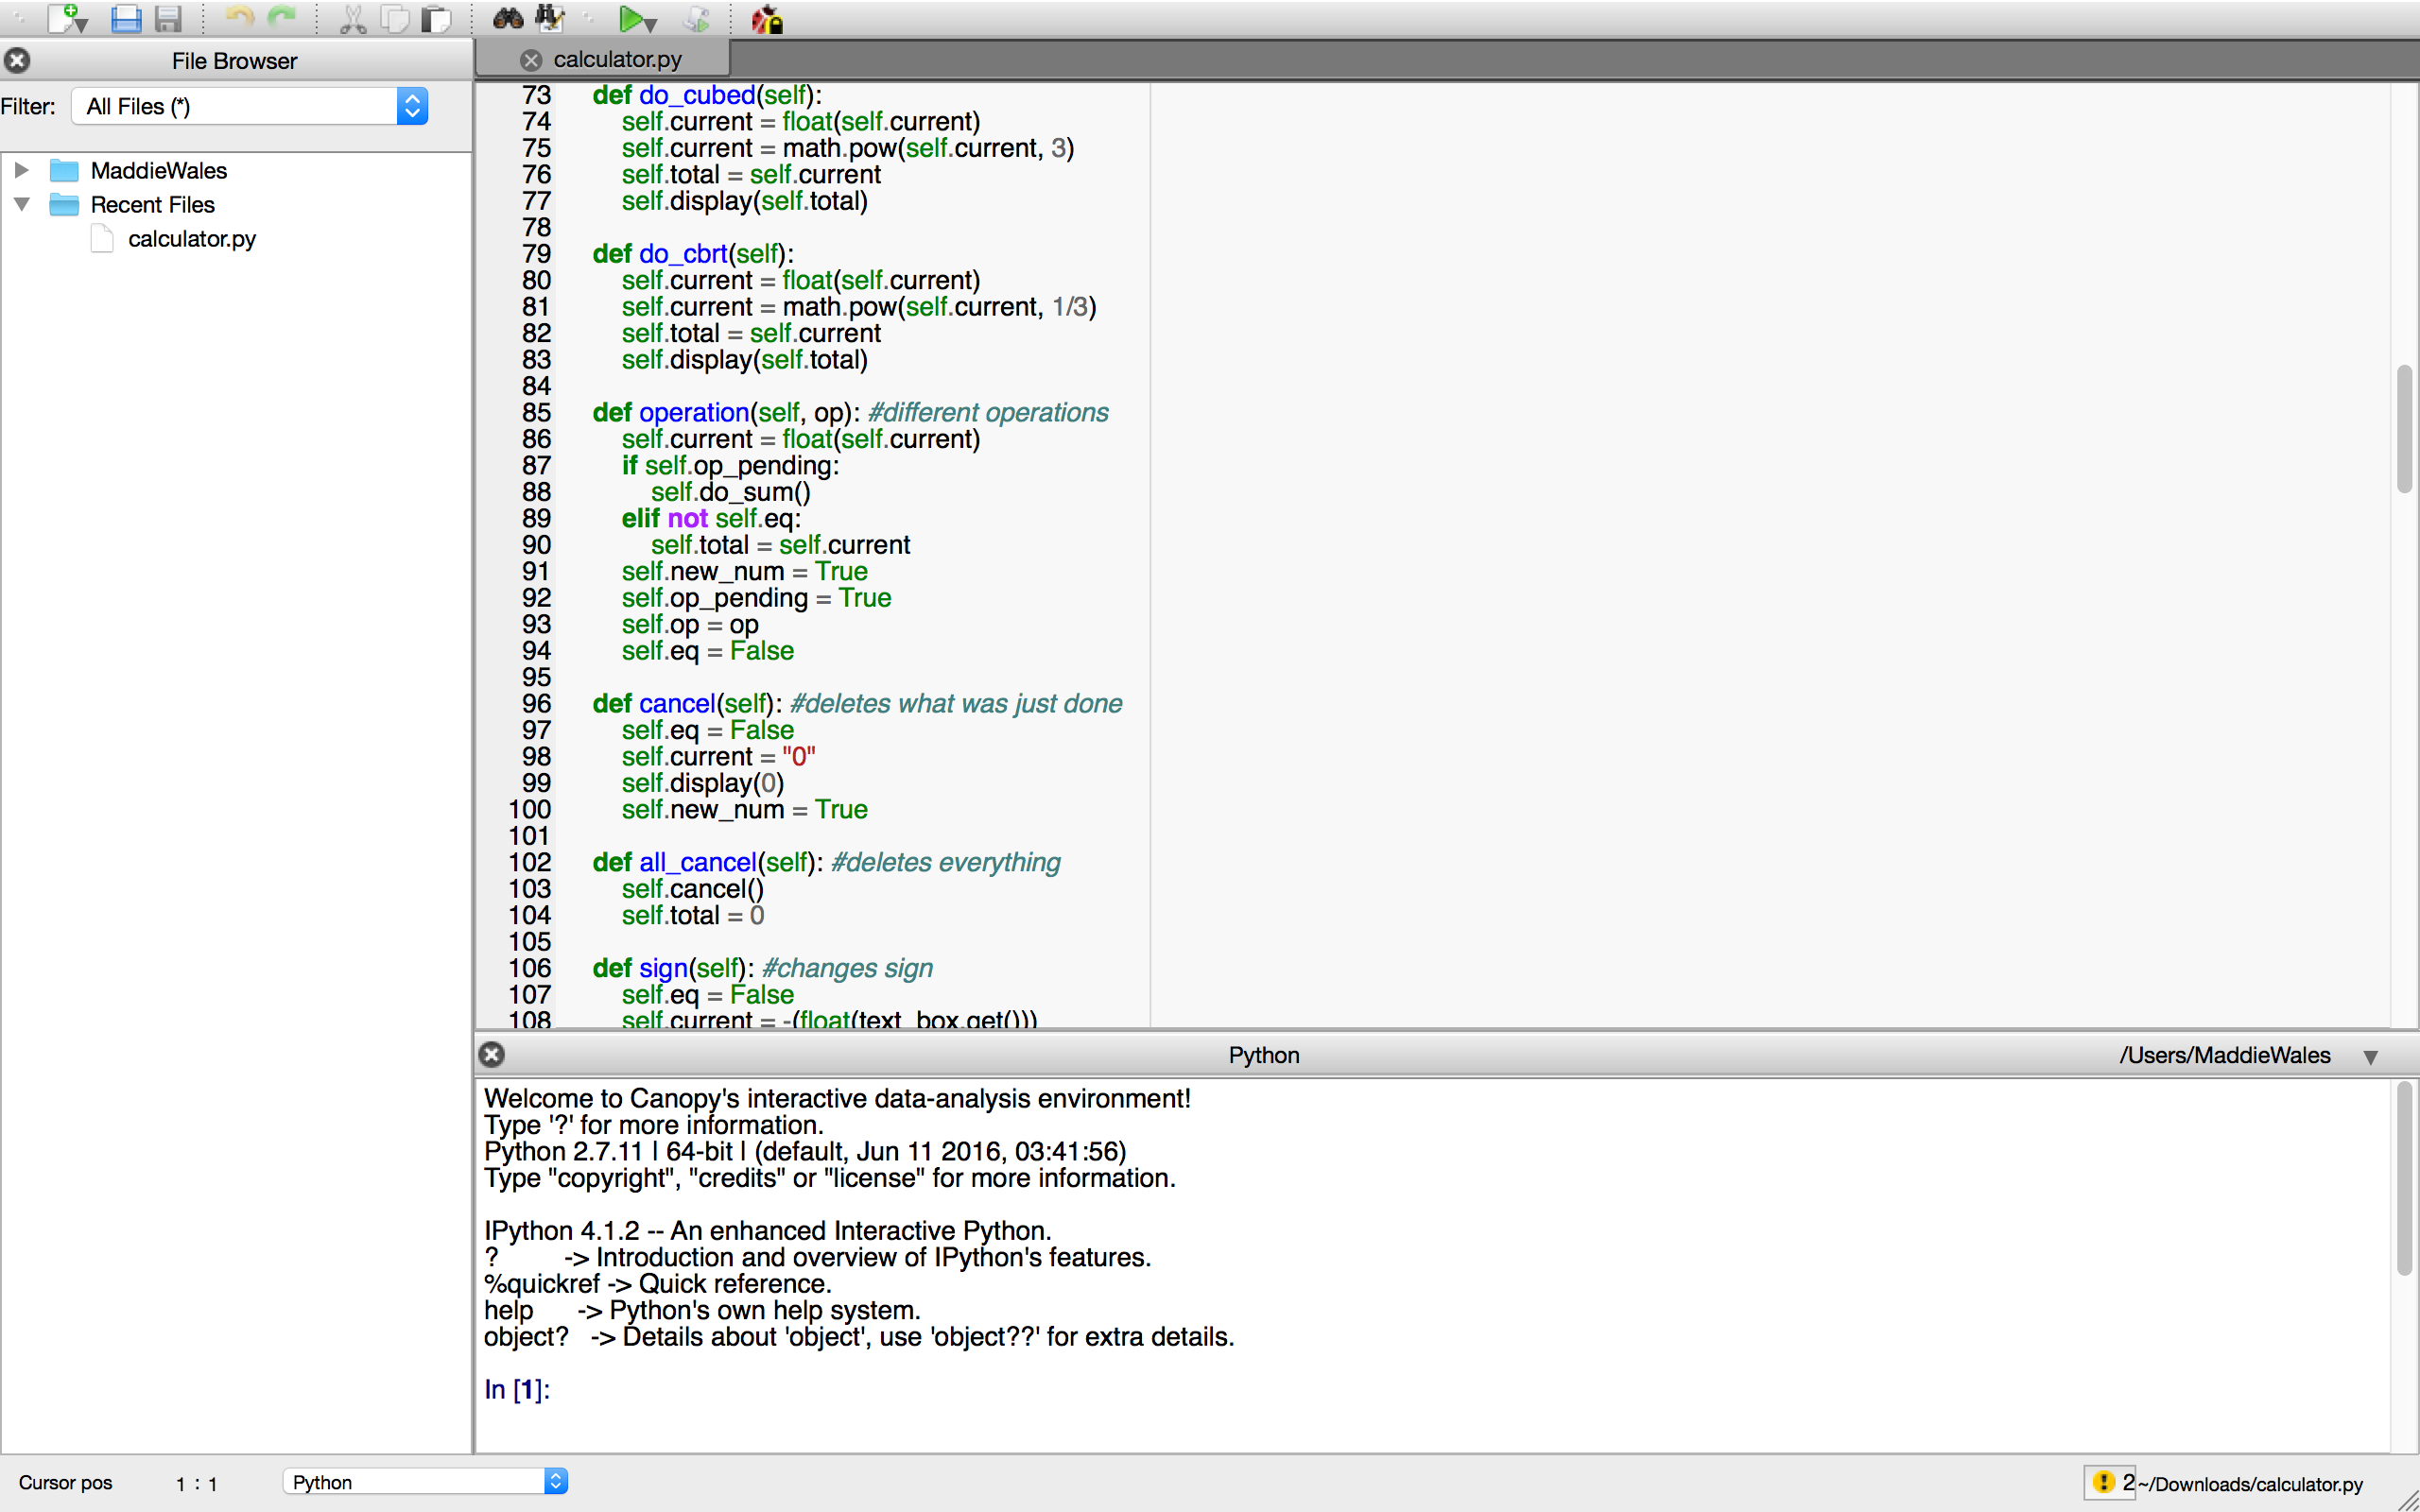 File Browser
Filter: All Files (*)
MaddieWales
Recent Files
calculator.py
calculator.py
73 def do_cubed(self):
74 self.current = float(self.current)
75 self.current = math.pow(self.current, 3)
76 self.total = self.current
77 self.display(self.total)
78
79 def do_cbrt(self):
80 self.current = float(self.current)
81 self.current = math.pow(self.current, 1/3)
82 self.total = self.current
83 self.display(self.total)
84
85 def operation(self, op): #different operations
86 self.current = float(self.current)
87 if self.op_pending:
88 self.do_sum()
89 elif not self.eq:
90 self.total = self.current
91 self.new_num = True
92 self.op_pending = True
93 self.op = op
94 self.eq = False
95
96 def cancel(self): #deletes what was just done
97 self.eq = False
98 self.current = "0"
99 self.display(0)
100 self.new_num = True
101
102 def all_cancel(self): #deletes everything
103 self.cancel()
104 self.total = 0
105
106 def sign(self): #changes sign
107 self.eq = False
108 self.current = -(float(text_box.get()))
Python /Users/MaddieWales
Welcome to Canopy's interactive data-analysis environment!
Type '?' for more information.
Python 2.7.11 | 64-bit | (default, Jun 11 2016, 03:41:56)
Type "copyright", "credits" or "license" for more information.
IPython 4.1.2 -- An enhanced Interactive Python.
? -> Introduction and overview of IPython's features.
%quickref -> Quick reference.
help -> Python's own help system.
object? -> Details about 'object', use 'object??' for extra details.
In [1]:
Cursor pos 1 : 1 Python 2 ~/Downloads/calculator.py